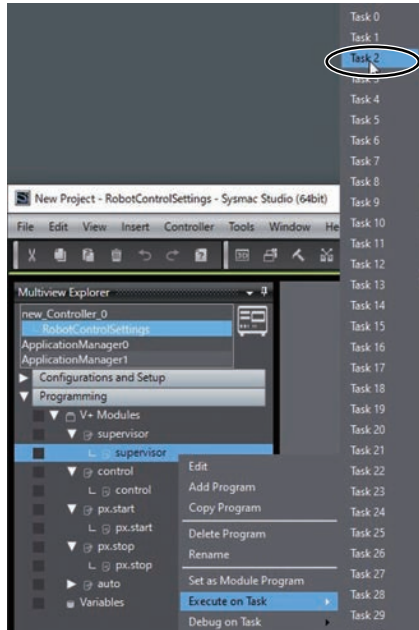 Task 0
Task 1
Task 2
Task 3
Task 4
Task 5
Task 6
Task 7
Task 8
Task 9
Task 10
Task 11
Task 12
Task 13
Task 14
Task 15
Task 16
Task 17
Task 18
Task 19
Task 20
Task 21
Task 22
Task 23
Task 24
Task 25
Task 26
Task 27
Task 28
Task 29
New Project - RobotControlSettings - Sysmac Studio (64bit)
File Edit View Insert Controller Tools Window He
Multiview Explorer
new_Controller_0
RobotControlSettings
ApplicationManager0
ApplicationManager1
Configurations and Setup
Programming
V+ Modules
supervisor
supervisor
control
control
px.start
px.start
px.stop
px.stop
auto
Variables
Edit
Add Program
Copy Program
Delete Program
Rename
Set as Module Program
Execute on Task
Debug on Task